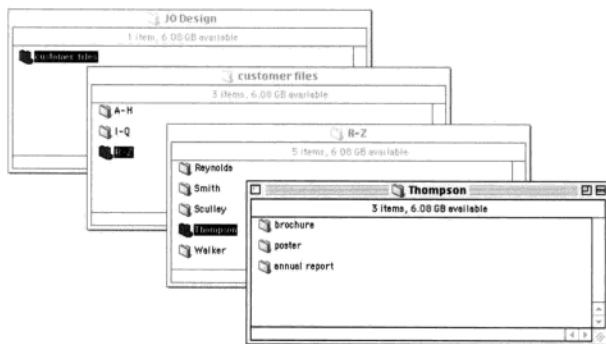 JO Design
1 item, 6.08 GB available
customer files
customer files
3 items, 6.08 GB available
A-H
I-Q
R-Z
R-Z
5 items, 6.08 GB available
Reynolds
Smith
Sculley
Thompson
Walker
Thompson
3 items, 6.08 GB available
brochure
poster
annual report